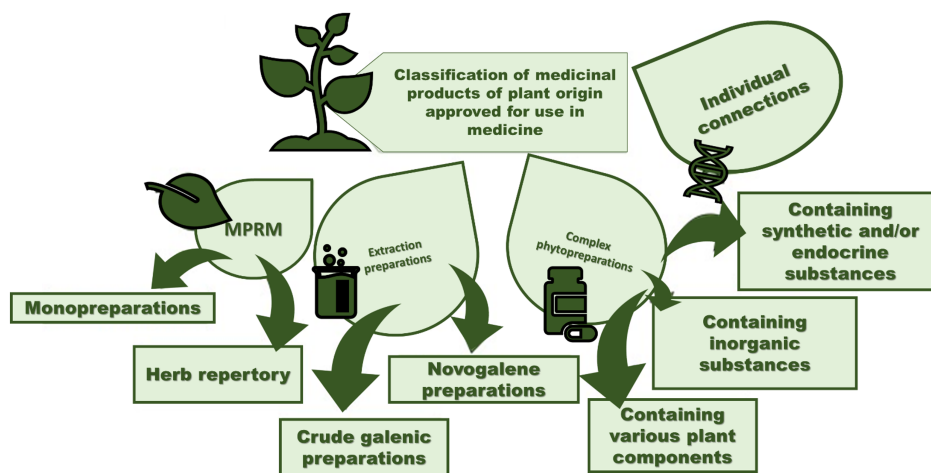 Classification of medicinal
products of plant origin
approved for use in
medicine
Individual
connections
MPRM
Extraction
preparations
Complex
phytopreparations
Containing
synthetic and/or
endocrine
substances
Monopreparations
Containing
inorganic
substances
Herb repertory
Novogalene
preparations
Crude galenic
preparations
Containing
various plant
components